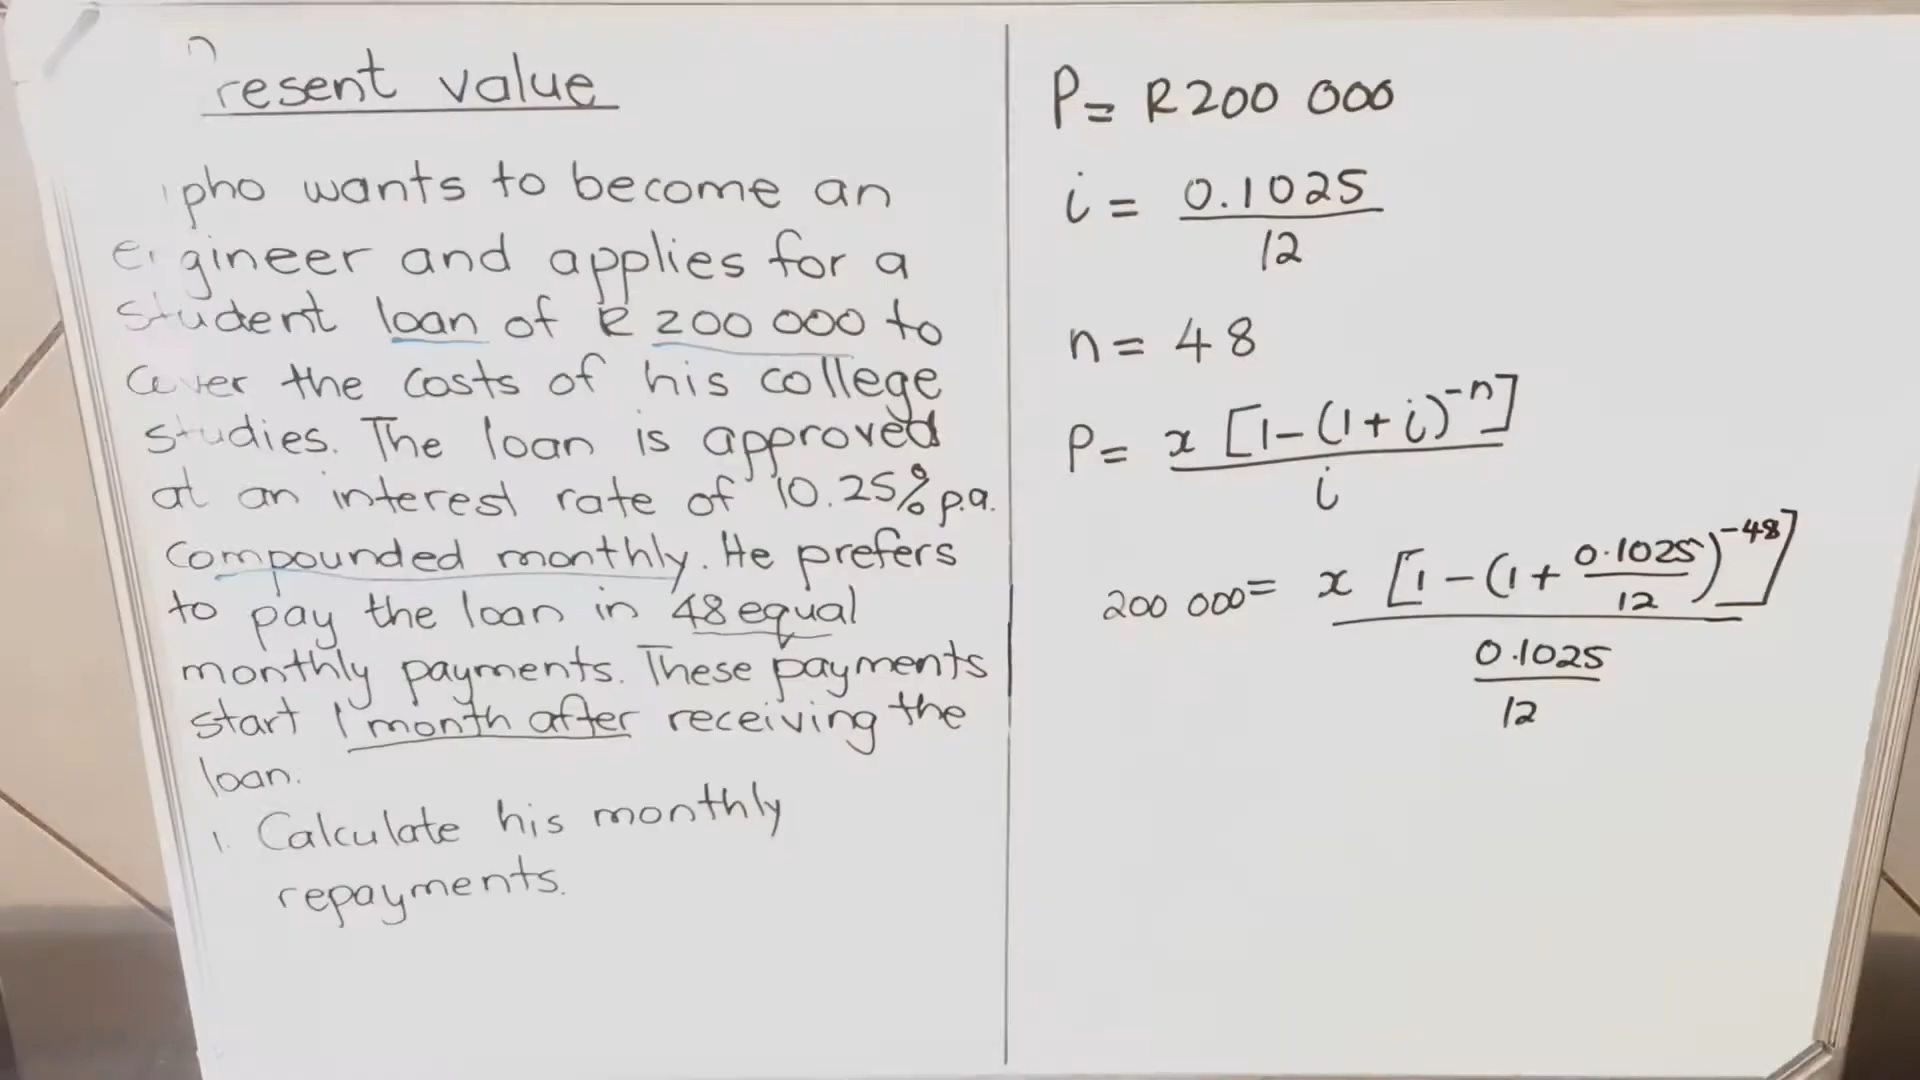 resent value
pho wants to become an
engineer and applies for a
student loan of R 200 000 to
cover the costs of his college
studies. The loan is approved
at an interest rate of 10.25% p.a.
compounded monthly. He prefers
to pay the loan in 48 equal
monthly payments. These payments
start 1 month after receiving the
loan.
1. Calculate his monthly
repayments.
P = R200 000
i = 0.1025
12
n = 48
P = x [1-(1+i)^-n]
i
200 000 = x [1-(1+ 0.1025/12)^-48]
0.1025
12